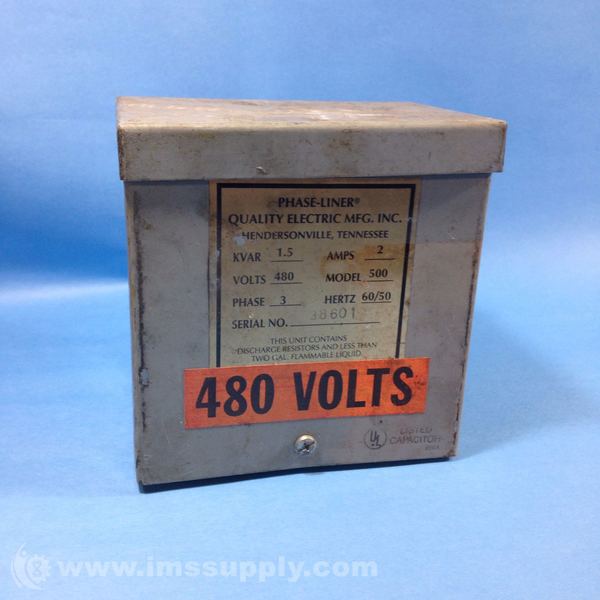 PHASE-LINER®
QUALITY ELECTRIC MFG. INC.
HENDERSONVILLE, TENNESSEE
KVAR 1.5 AMPS 2
VOLTS 480 MODEL 500
PHASE 3 HERTZ 60/50
SERIAL NO. 38601
THIS UNIT CONTAINS
DISCHARGE RESISTORS AND LESS THAN
TWO GAL. FLAMMABLE LIQUID.
480 VOLTS
UL LISTED
CAPACITOR
www.imssupply.com